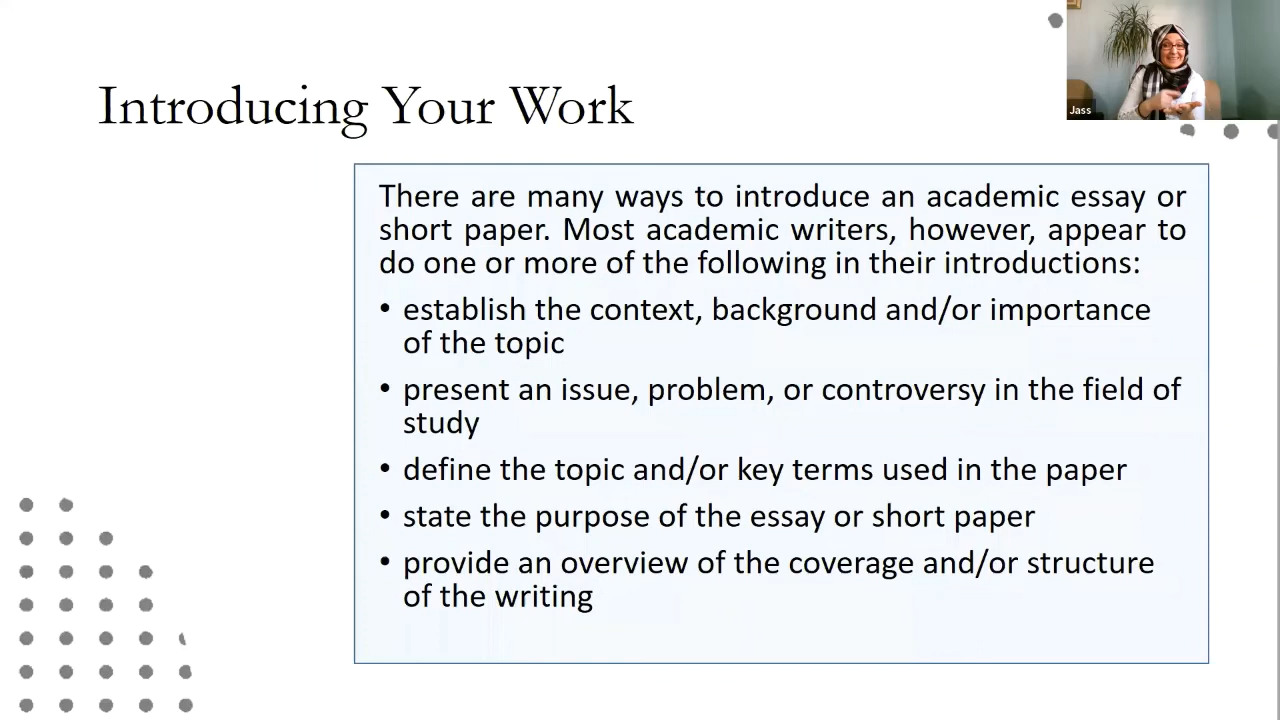 Jass
Introducing Your Work
There are many ways to introduce an academic essay or
short paper. Most academic writers, however, appear to
do one or more of the following in their introductions:
• establish the context, background and/or importance
of the topic
• present an issue, problem, or controversy in the field of
study
• define the topic and/or key terms used in the paper
• state the purpose of the essay or short paper
• provide an overview of the coverage and/or structure
of the writing